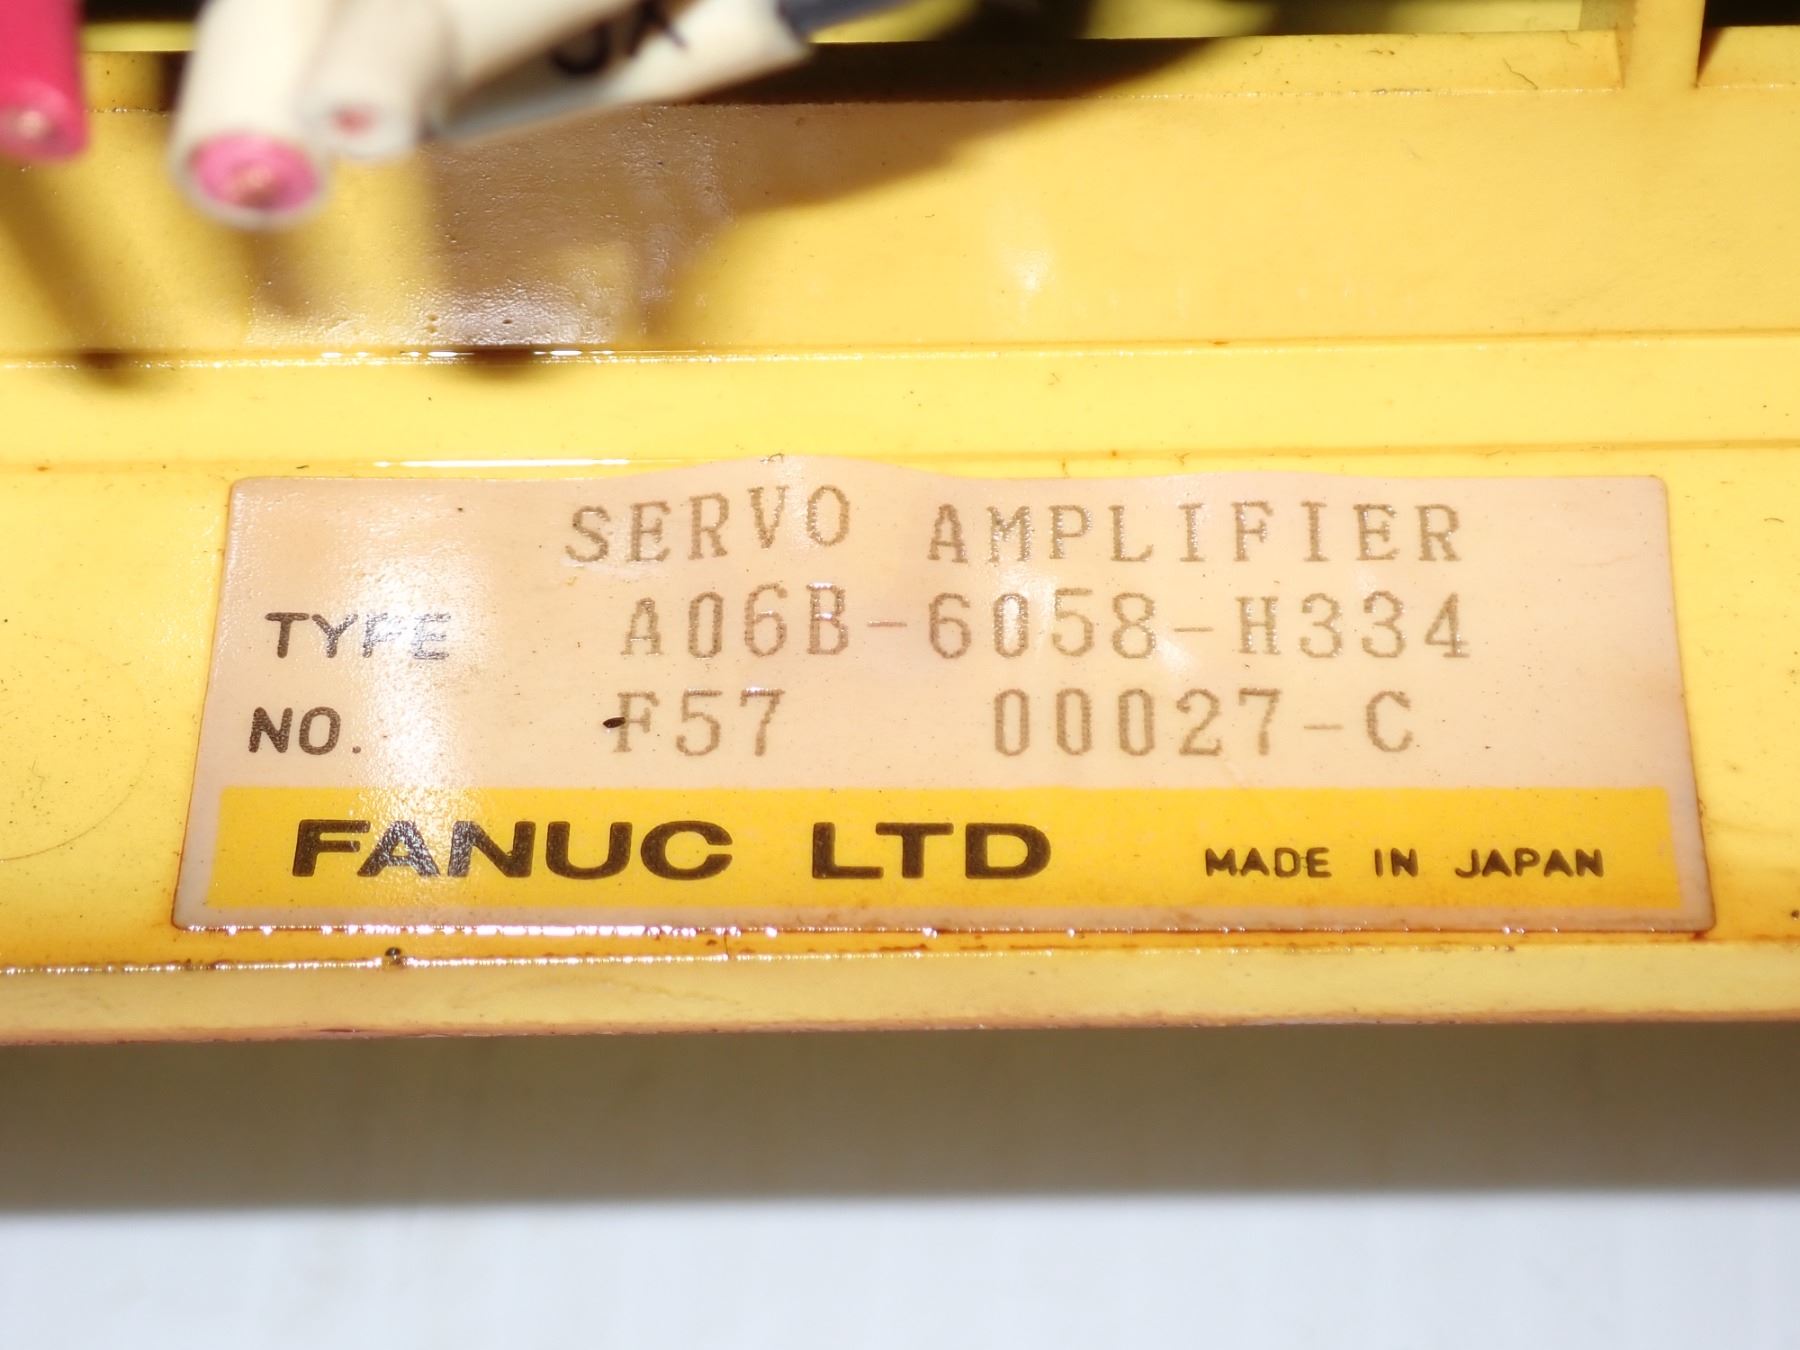 SERVO AMPLIFIER
TYPE A06B-6058-H334
NO. F57 00027-C
FANUC LTD MADE IN JAPAN